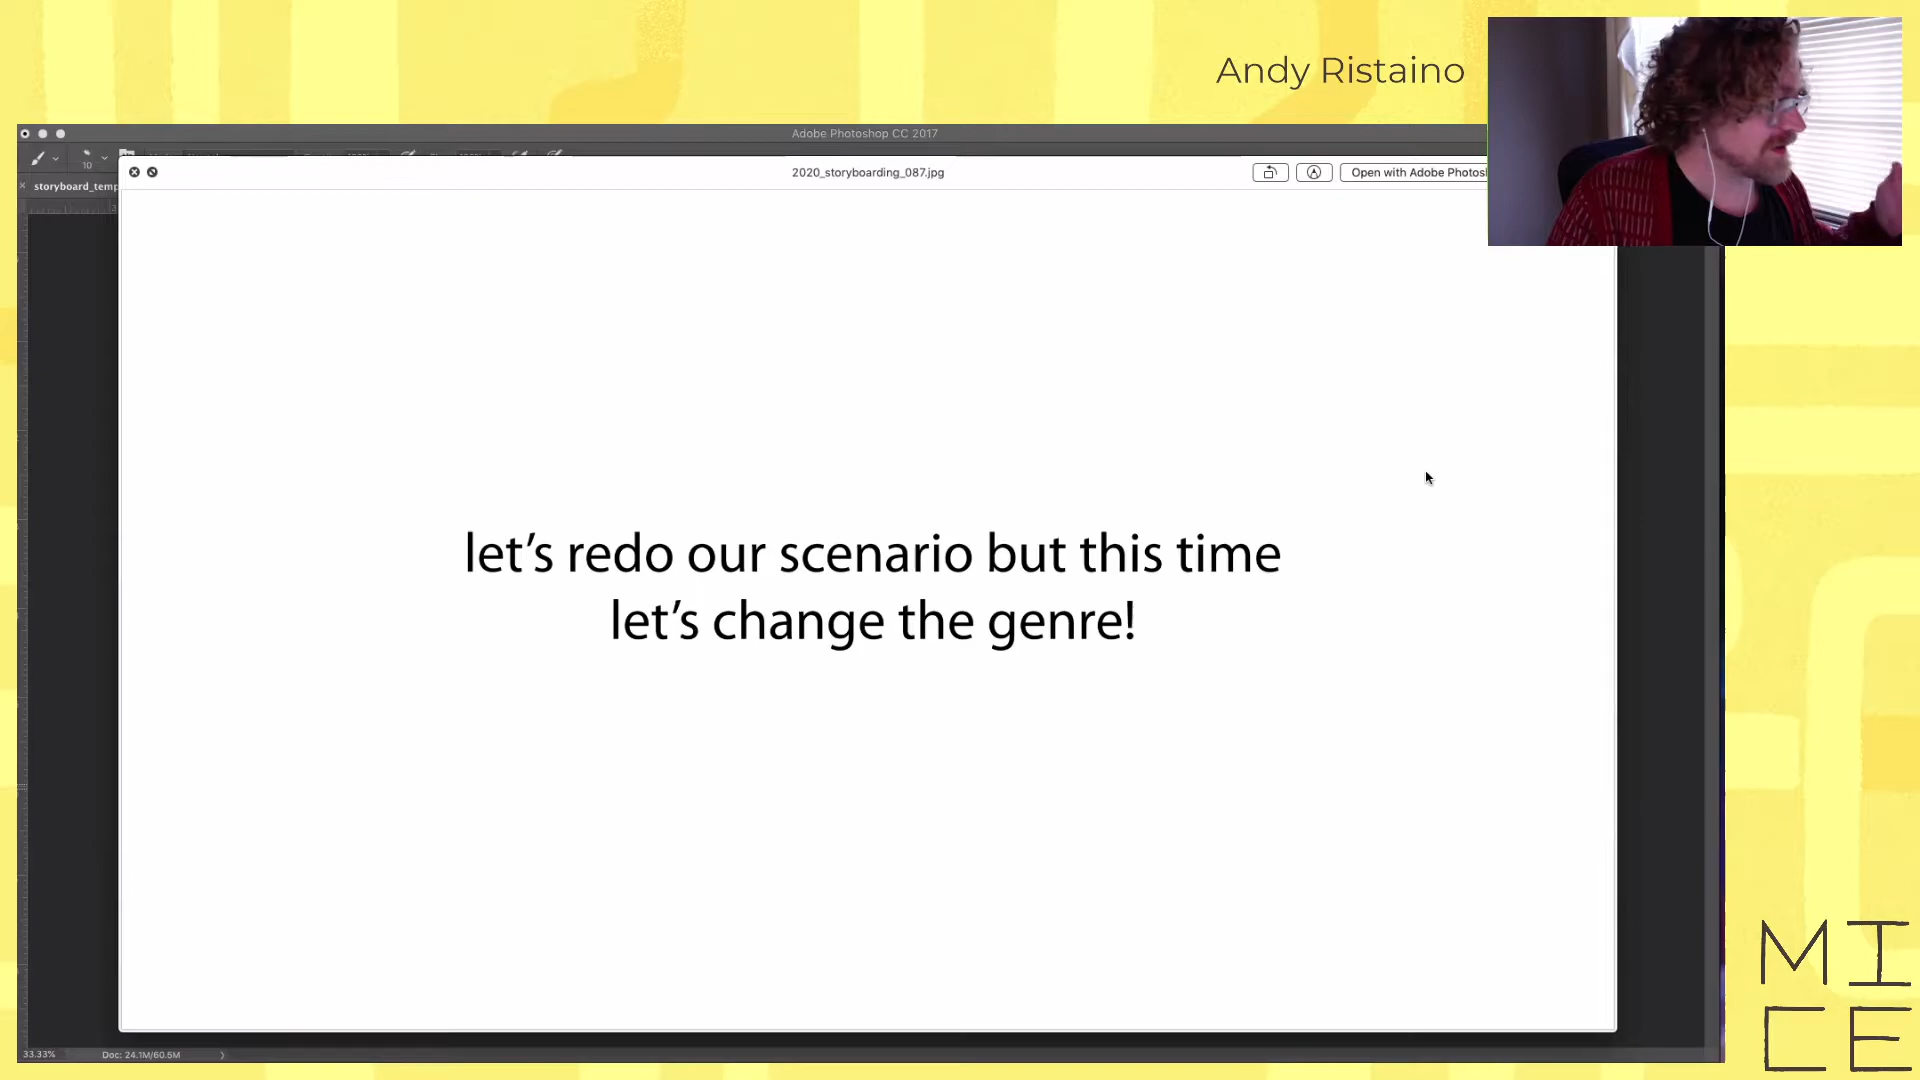 Andy Ristaino
Adobe Photoshop CC 2017
10
2020_storyboarding_087.jpg
Open with Adobe Photos
storyboard_temp
let's redo our scenario but this time
let's change the genre!
33.33%
Doc: 24.1M/60.5M
MI
CE